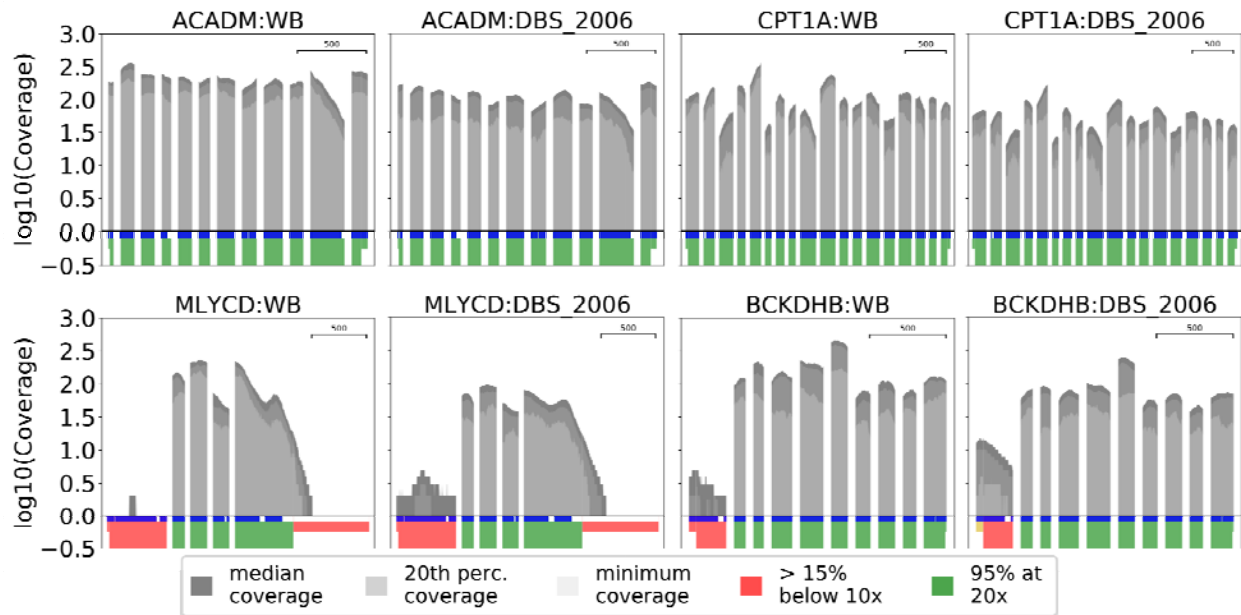 ACADM:WB ACADM:DBS_2006 CPT1A:WB CPT1A:DBS_2006
log10(Coverage)
3.0
2.5
2.0
1.5
1.0
0.0
0.0
−0.5
500 500 500 500
MLYCD:WB MLYCD:DBS_2006 BCKDHB:WB BCKDHB:DBS_2006
log10(Coverage)
3.0
2.5
2.0
1.5
1.0
0.5
0.0
−0.5
500 500 500 500
median coverage
20th perc. coverage
minimum coverage
> 15% below 10x
95% at 20x